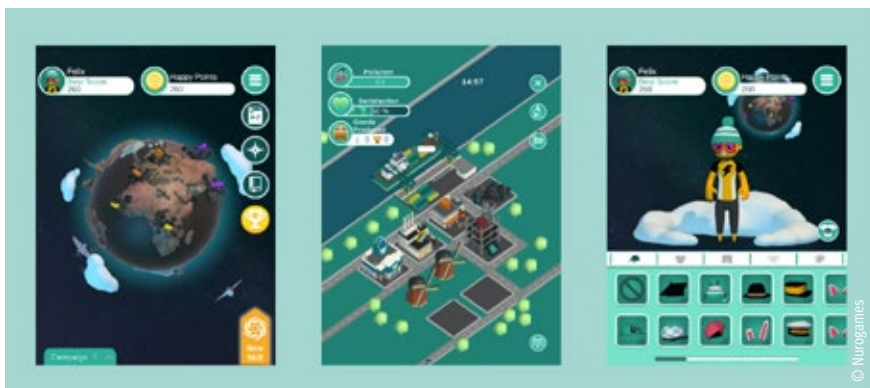 Felix
New Score
260
Happy Points
260
New
Skill
Campaign
Pollution
Satisfaction
Goods
14:57
Felix
New Score
260
Happy Points
260
© Nurogames